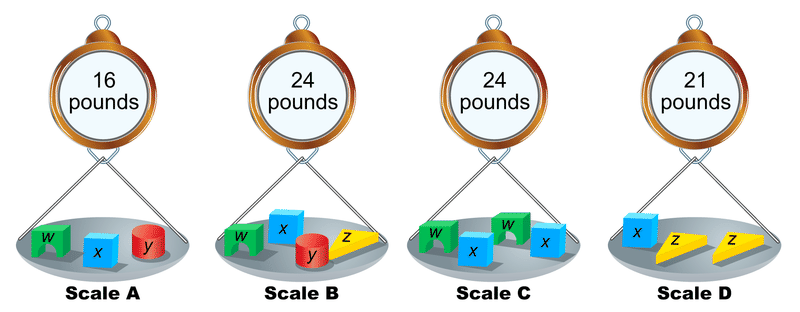 16
pounds
24
pounds
24
pounds
21
pounds
w x y
w x y z
w x w x
x z z
Scale A
Scale B
Scale C
Scale D